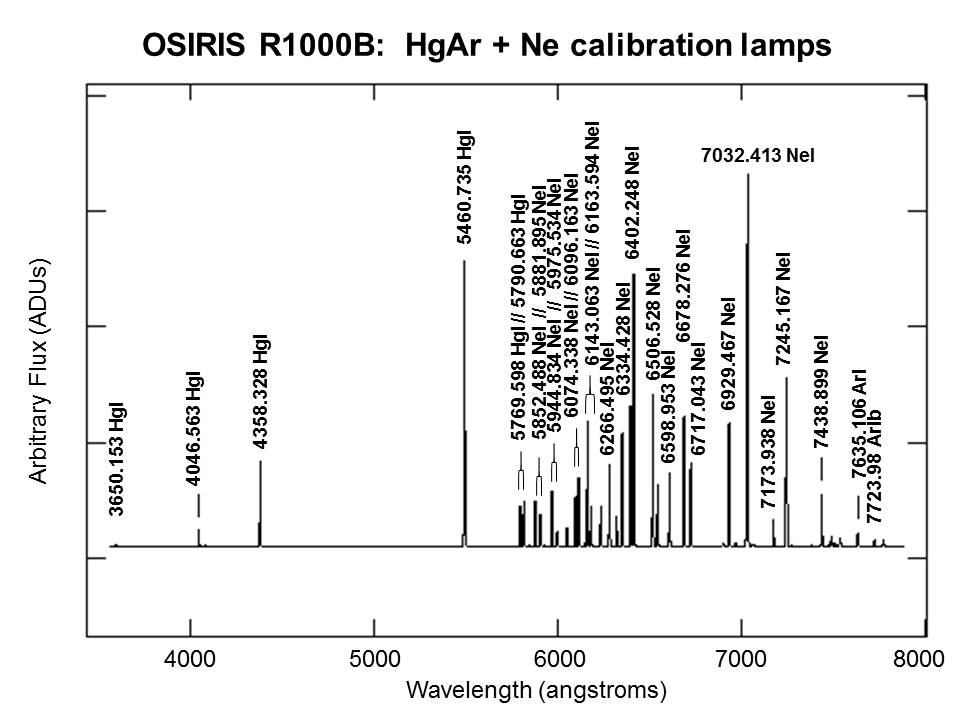 OSIRIS R1000B: HgAr + Ne calibration lamps
Arbitrary Flux (ADUs)
3650.153 HgI
4046.563 HgI
4358.328 HgI
5460.735 HgI
5769.598 HgI // 5790.663 HgI
5852.488 NeI // 5881.895 NeI
5944.834 NeI // 5975.534 NeI
6074.338 NeI // 6096.163 NeI
6143.063 NeI // 6163.594 NeI
6266.495 NeI
6334.428 NeI
6402.248 NeI
6506.528 NeI
6598.953 NeI
6678.276 NeI
6717.043 NeI
6929.467 NeI
7032.413 NeI
7173.938 NeI
7245.167 NeI
7438.899 NeI
7635.106 ArI
7723.98 ArIb
4000 5000 6000 7000 8000
Wavelength (angstroms)